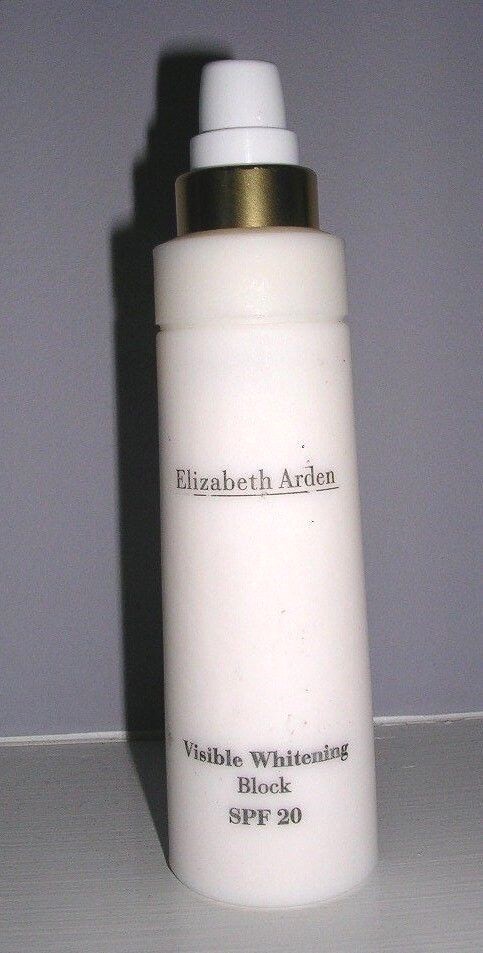 Elizabeth Arden
Visible Whitening
Block
SPF 20